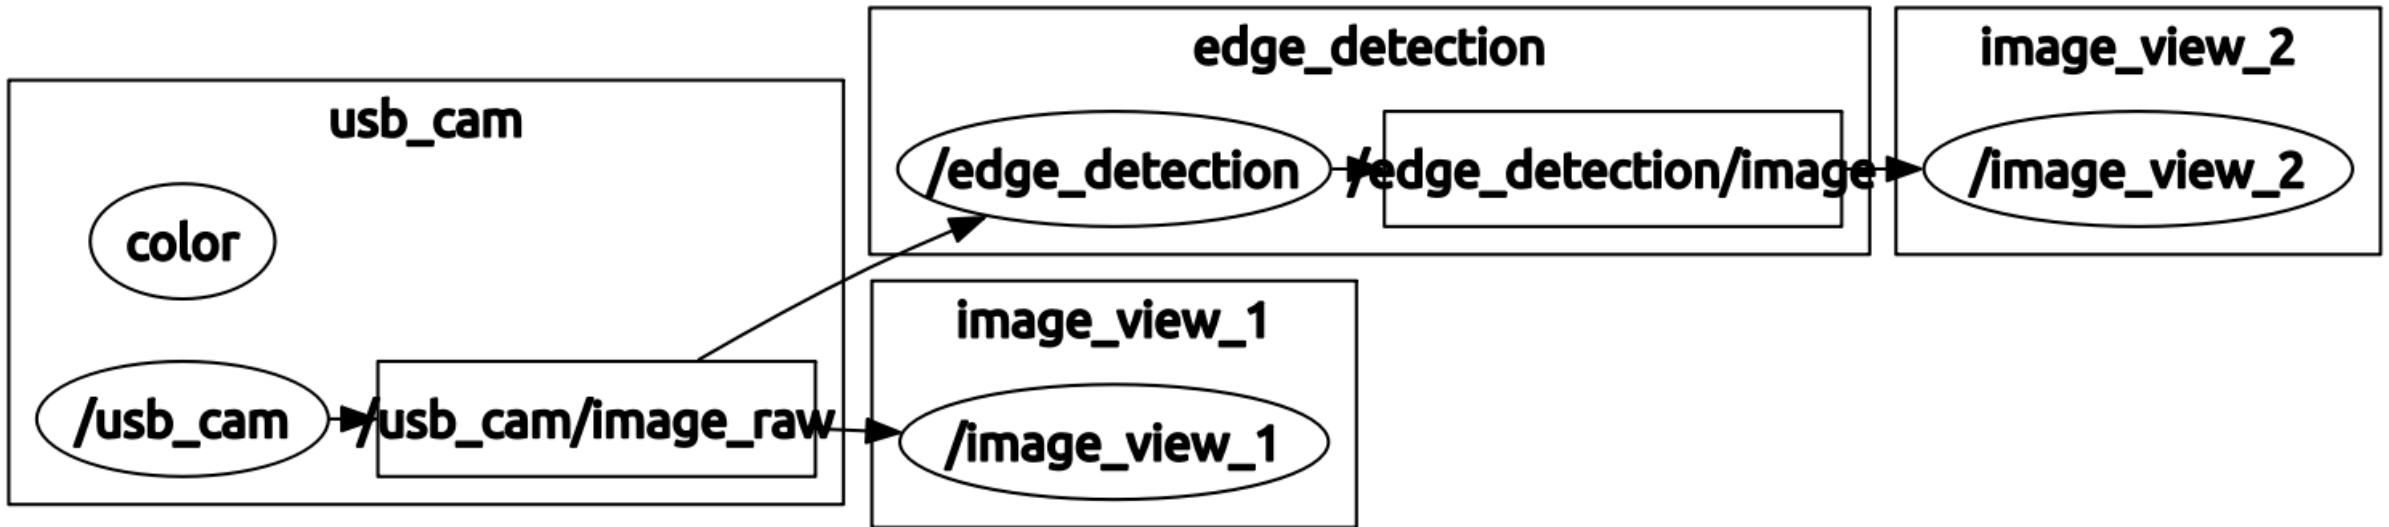 usb_cam
color
/usb_cam
/usb_cam/image_raw
edge_detection
/edge_detection
/edge_detection/image
image_view_1
/image_view_1
image_view_2
/image_view_2